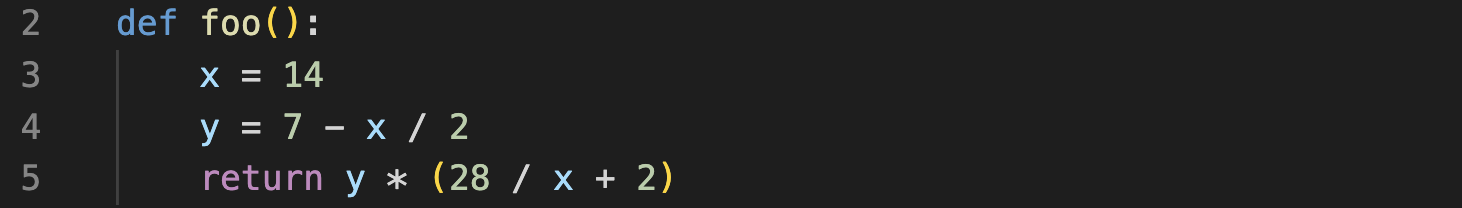 2 def foo():
3     x = 14
4     y = 7 - x / 2
5     return y * (28 / x + 2)